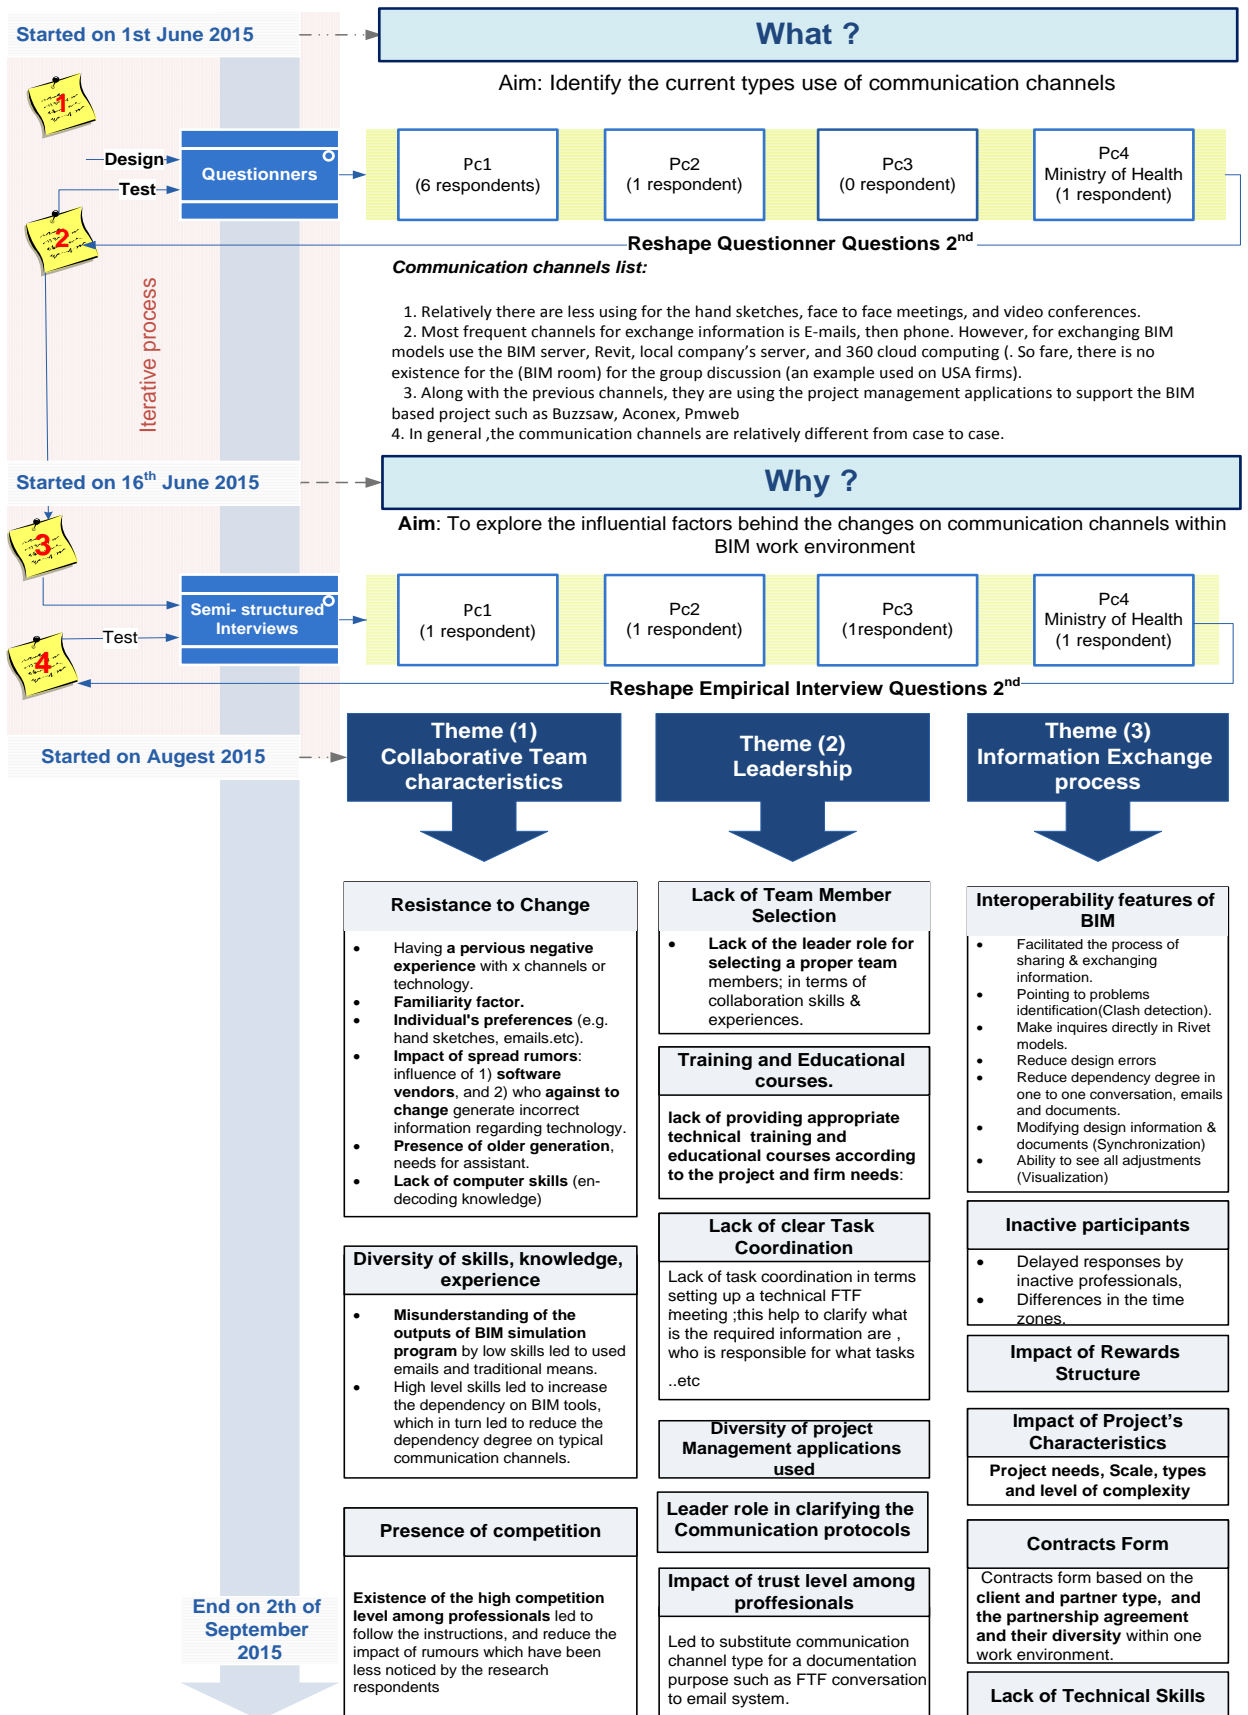 Started on 1st June 2015
What ?
Aim: Identify the current types use of communication channels
1
Design
Test
Questionners
Pc1
(6 respondents)
Pc2
(1 respondent)
Pc3
(0 respondent)
Pc4
Ministry of Health
(1 respondent)
2
Reshape Questionner Questions 2nd
Iterative process
Communication channels list:
1. Relatively there are less using for the hand sketches, face to face meetings, and video conferences.
2. Most frequent channels for exchange information is E-mails, then phone. However, for exchanging BIM
models use the BIM server, Revit, local company's server, and 360 cloud computing (. So fare, there is no
existence for the (BIM room) for the group discussion (an example used on USA firms).
3. Along with the previous channels, they are using the project management applications to support the BIM
based project such as Buzzsaw, Aconex, Pmweb
4. In general ,the communication channels are relatively different from case to case.
Started on 16th June 2015
Why ?
Aim: To explore the influential factors behind the changes on communication channels within
BIM work environment
3
Semi- structured
Interviews
Pc1
(1 respondent)
Pc2
(1 respondent)
Pc3
(1respondent)
Pc4
Ministry of Health
(1 respondent)
Test
4
Reshape Empirical Interview Questions 2nd
Started on Augest 2015
Theme (1)
Collaborative Team
characteristics
Theme (2)
Leadership
Theme (3)
Information Exchange
process
Resistance to Change
• Having a pervious negative
experience with x channels or
technology.
• Familiarity factor.
• Individual's preferences (e.g.
hand sketches, emails.etc).
• Impact of spread rumors:
influence of 1) software
vendors, and 2) who against to
change generate incorrect
information regarding technology.
• Presence of older generation,
needs for assistant.
• Lack of computer skills (en-
decoding knowledge)
Diversity of skills, knowledge,
experience
• Misunderstanding of the
outputs of BIM simulation
program by low skills led to used
emails and traditional means.
• High level skills led to increase
the dependency on BIM tools,
which in turn led to reduce the
dependency degree on typical
communication channels.
Presence of competition
Existence of the high competition
level among professionals led to
follow the instructions, and reduce the
impact of rumours which have been
less noticed by the research
respondents
Lack of Team Member
Selection
• Lack of the leader role for
selecting a proper team
members; in terms of
collaboration skills &
experiences.
Training and Educational
courses.
lack of providing appropriate
technical training and
educational courses according
to the project and firm needs:
Lack of clear Task
Coordination
Lack of task coordination in terms
setting up a technical FTF
meeting ;this help to clarify what
is the required information are ,
who is responsible for what tasks
..etc
Diversity of project
Management applications
used
Leader role in clarifying the
Communication protocols
Impact of trust level among
proffesionals
Led to substitute communication
channel type for a documentation
purpose such as FTF conversation
to email system.
Interoperability features of
BIM
• Facilitated the process of
sharing & exchanging
information.
• Pointing to problems
identification(Clash detection).
• Make inquires directly in Rivet
models.
• Reduce design errors
• Reduce dependency degree in
one to one conversation, emails
and documents.
• Modifying design information &
documents (Synchronization)
• Ability to see all adjustments
(Visualization)
Inactive participants
• Delayed responses by
inactive professionals,
• Differences in the time
zones.
Impact of Rewards
Structure
Impact of Project's
Characteristics
Project needs, Scale, types
and level of complexity
Contracts Form
Contracts form based on the
client and partner type, and
the partnership agreement
and their diversity within one
work environment.
Lack of Technical Skills
End on 2th of
September
2015